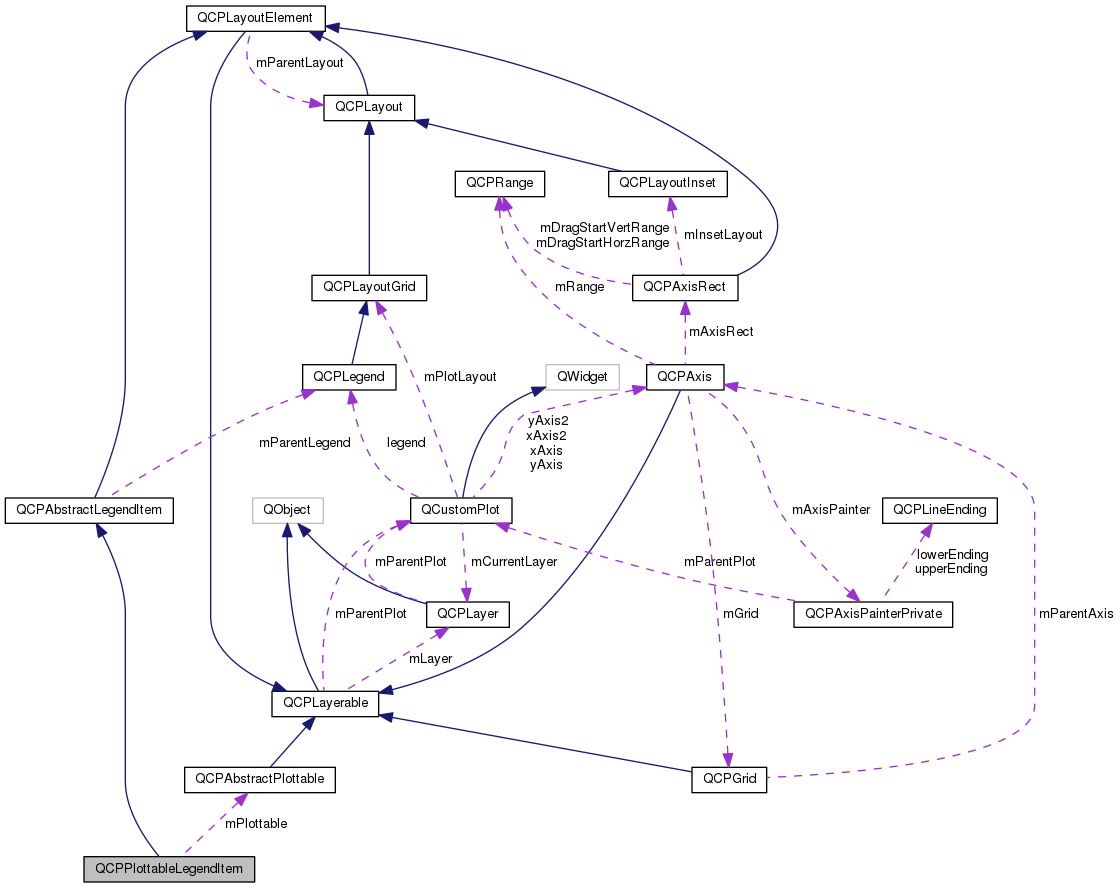 QCPLayoutElement
mParentLayout
QCPLayout
QCPRange
QCPLayoutInset
mDragStartVertRange
mDragStartHorzRange
mInsetLayout
QCPLayoutGrid
mRange
QCPAxisRect
mAxisRect
QCPLegend
mPlotLayout
QWidget
QCPAxis
mParentLegend
legend
yAxis2
xAxis2
xAxis
yAxis
QCPAbstractLegendItem
QObject
QCustomPlot
mAxisPainter
QCPLineEnding
mParentPlot
mCurrentLayer
mParentPlot
lowerEnding
upperEnding
mParentPlot
QCPLayer
mGrid
QCPAxisPainterPrivate
mParentAxis
mLayer
QCPLayerable
QCPAbstractPlottable
QCPGrid
mPlottable
QCPPlottableLegendItem